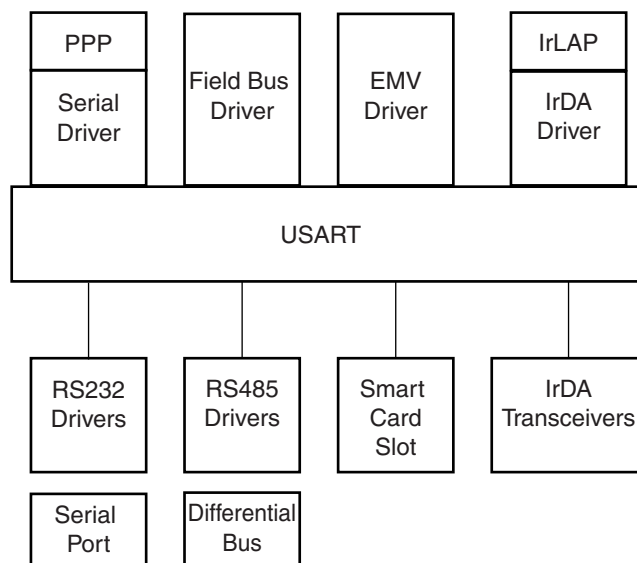 PPP
Serial
Driver
Field Bus
Driver
EMV
Driver
IrLAP
IrDA
Driver
USART
RS232
Drivers
RS485
Drivers
Smart
Card
Slot
IrDA
Transceivers
Serial
Port
Differential
Bus